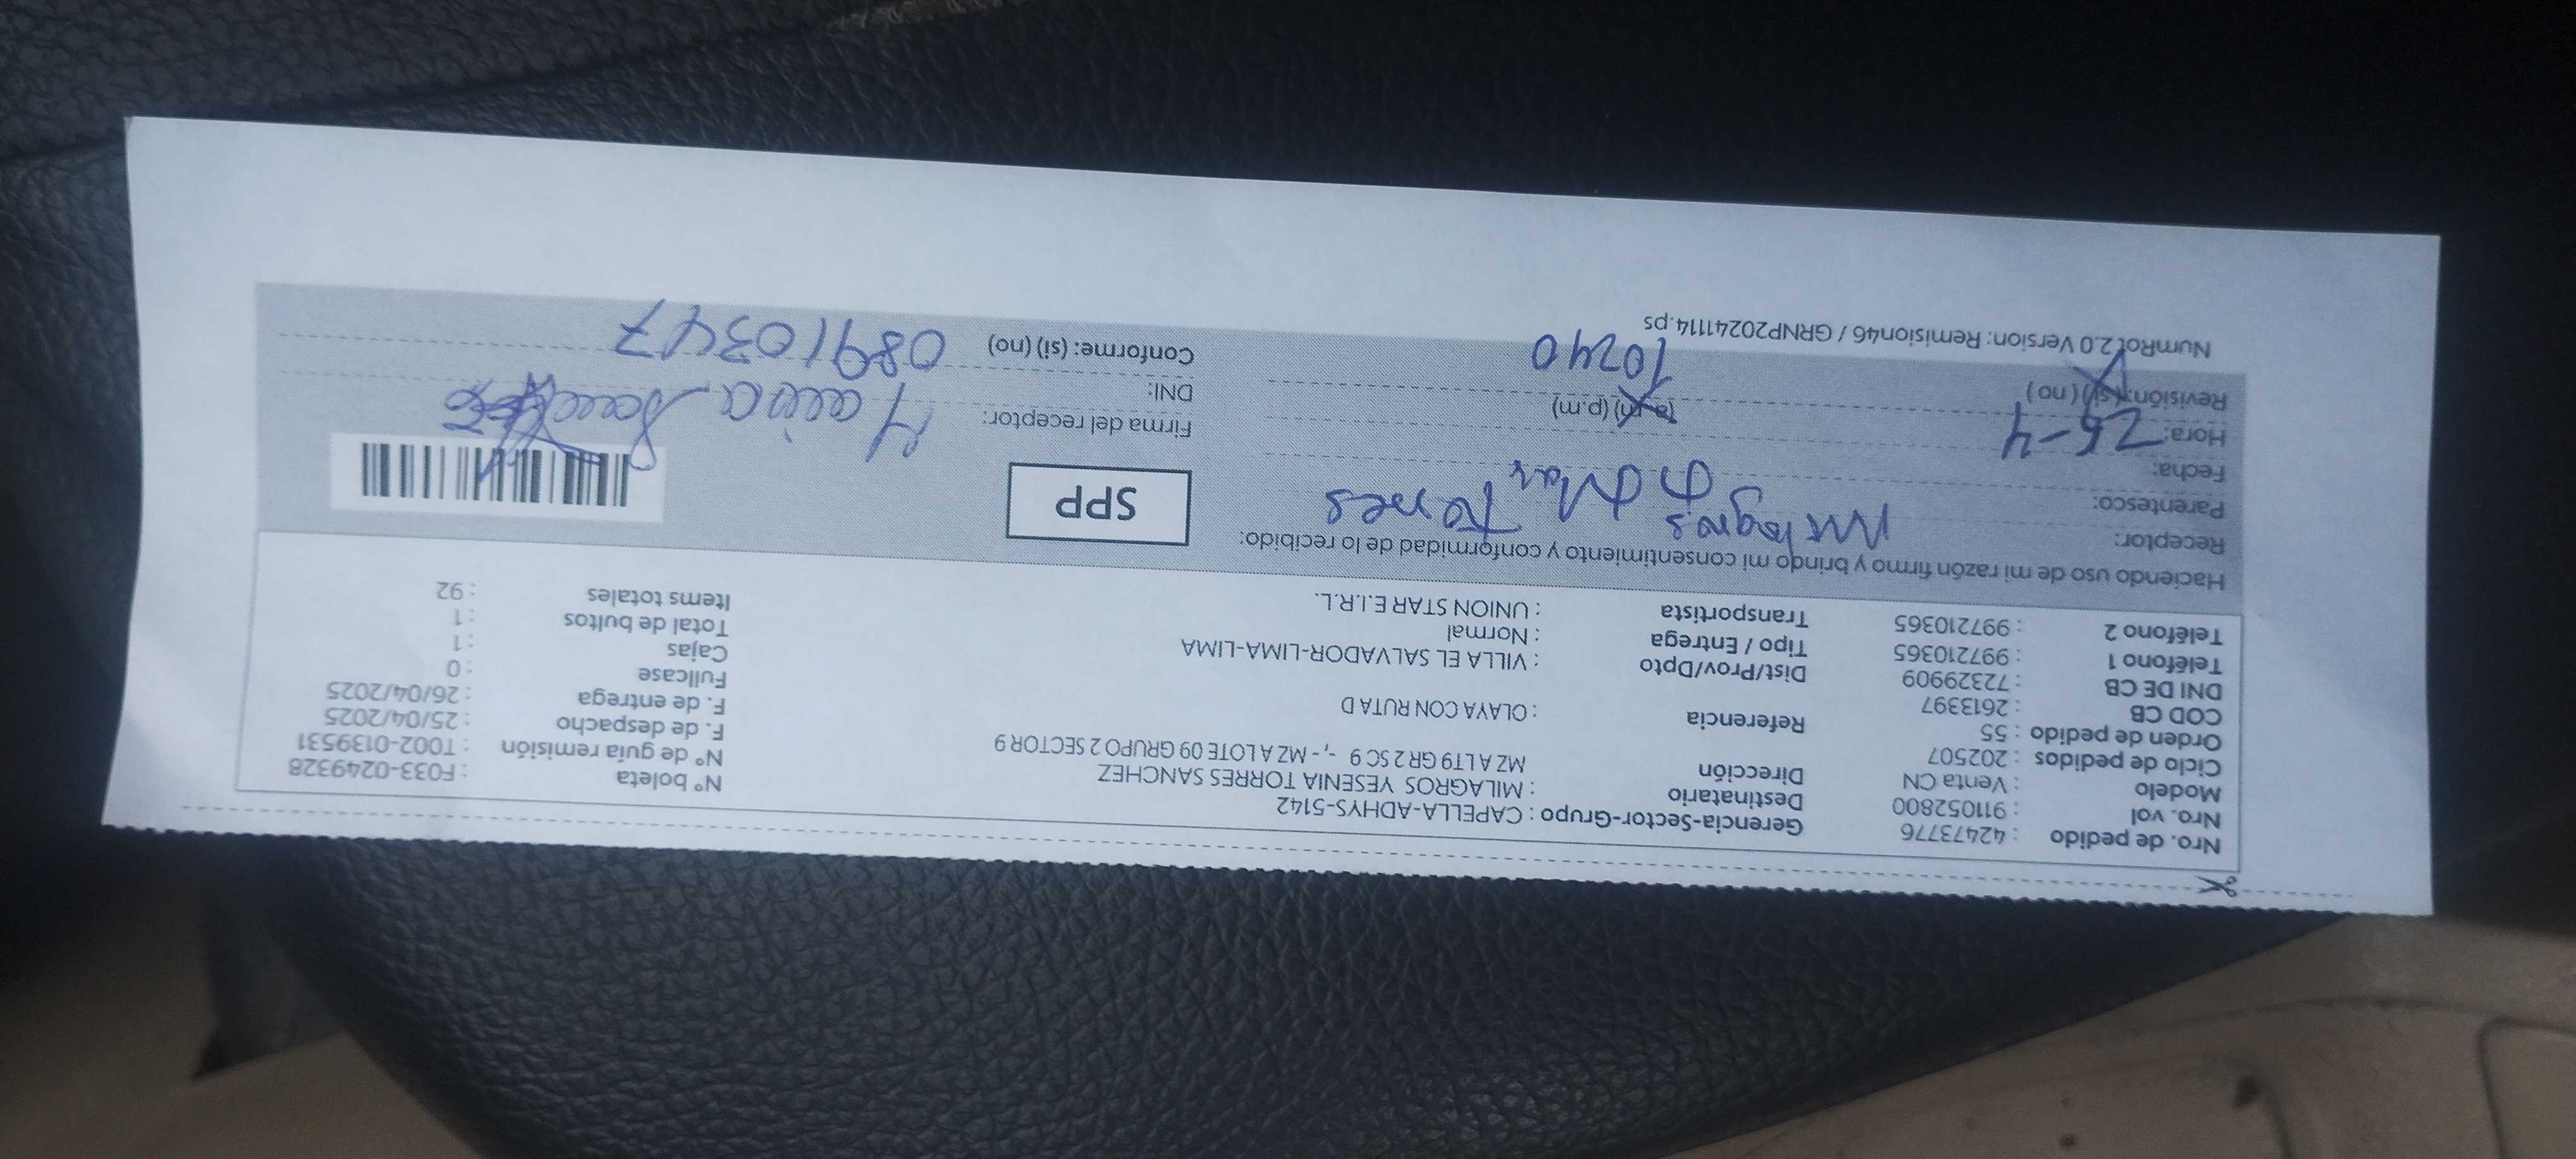 Nro. de pedido : 42473776 Gerencia-Sector-Grupo : CAPELLA-ADHYS-5142 N° boleta : F033-0249328
Nro. vol : 911052800 Destinatario : MILAGROS YESENIA TORRES SANCHEZ N° de guía remisión : T002-0139531
Modelo : Venta CN Dirección MZ A LT9 GR 2 SC 9 -,- MZ A LOTE 09 GRUPO 2 SECTOR 9 F. de despacho : 25/04/2025
Ciclo de pedidos : 202507 F. de entrega : 26/04/2025
Orden de pedido : 55 Referencia : OLAYA CON RUTA D Fullcase : 0
COD CB : 2613397 Cajas : 1
DNI DE CB : 72329909 Dist/Prov/Dpto : VILLA EL SALVADOR-LIMA-LIMA Total de bultos : 1
Teléfono 1 : 997210365 Tipo / Entrega : Normal Items totales : 92
Teléfono 2 : 997210365 Transportista : UNION STAR E.I.R.L.
Haciendo uso de mi razón firmo y brindo mi consentimiento y conformidad de lo recibido:
Receptor: Milagros Torres
Parentesco: SPP
Fecha: 25-4
Hora: (a.m) (p.m) 10:40 Firma del receptor:
Revisión: (si) (no) DNI: 08910347
Conforme: (si) (no)
NumRot 2.0 Version: Remision46 / GRNP20241114.ps